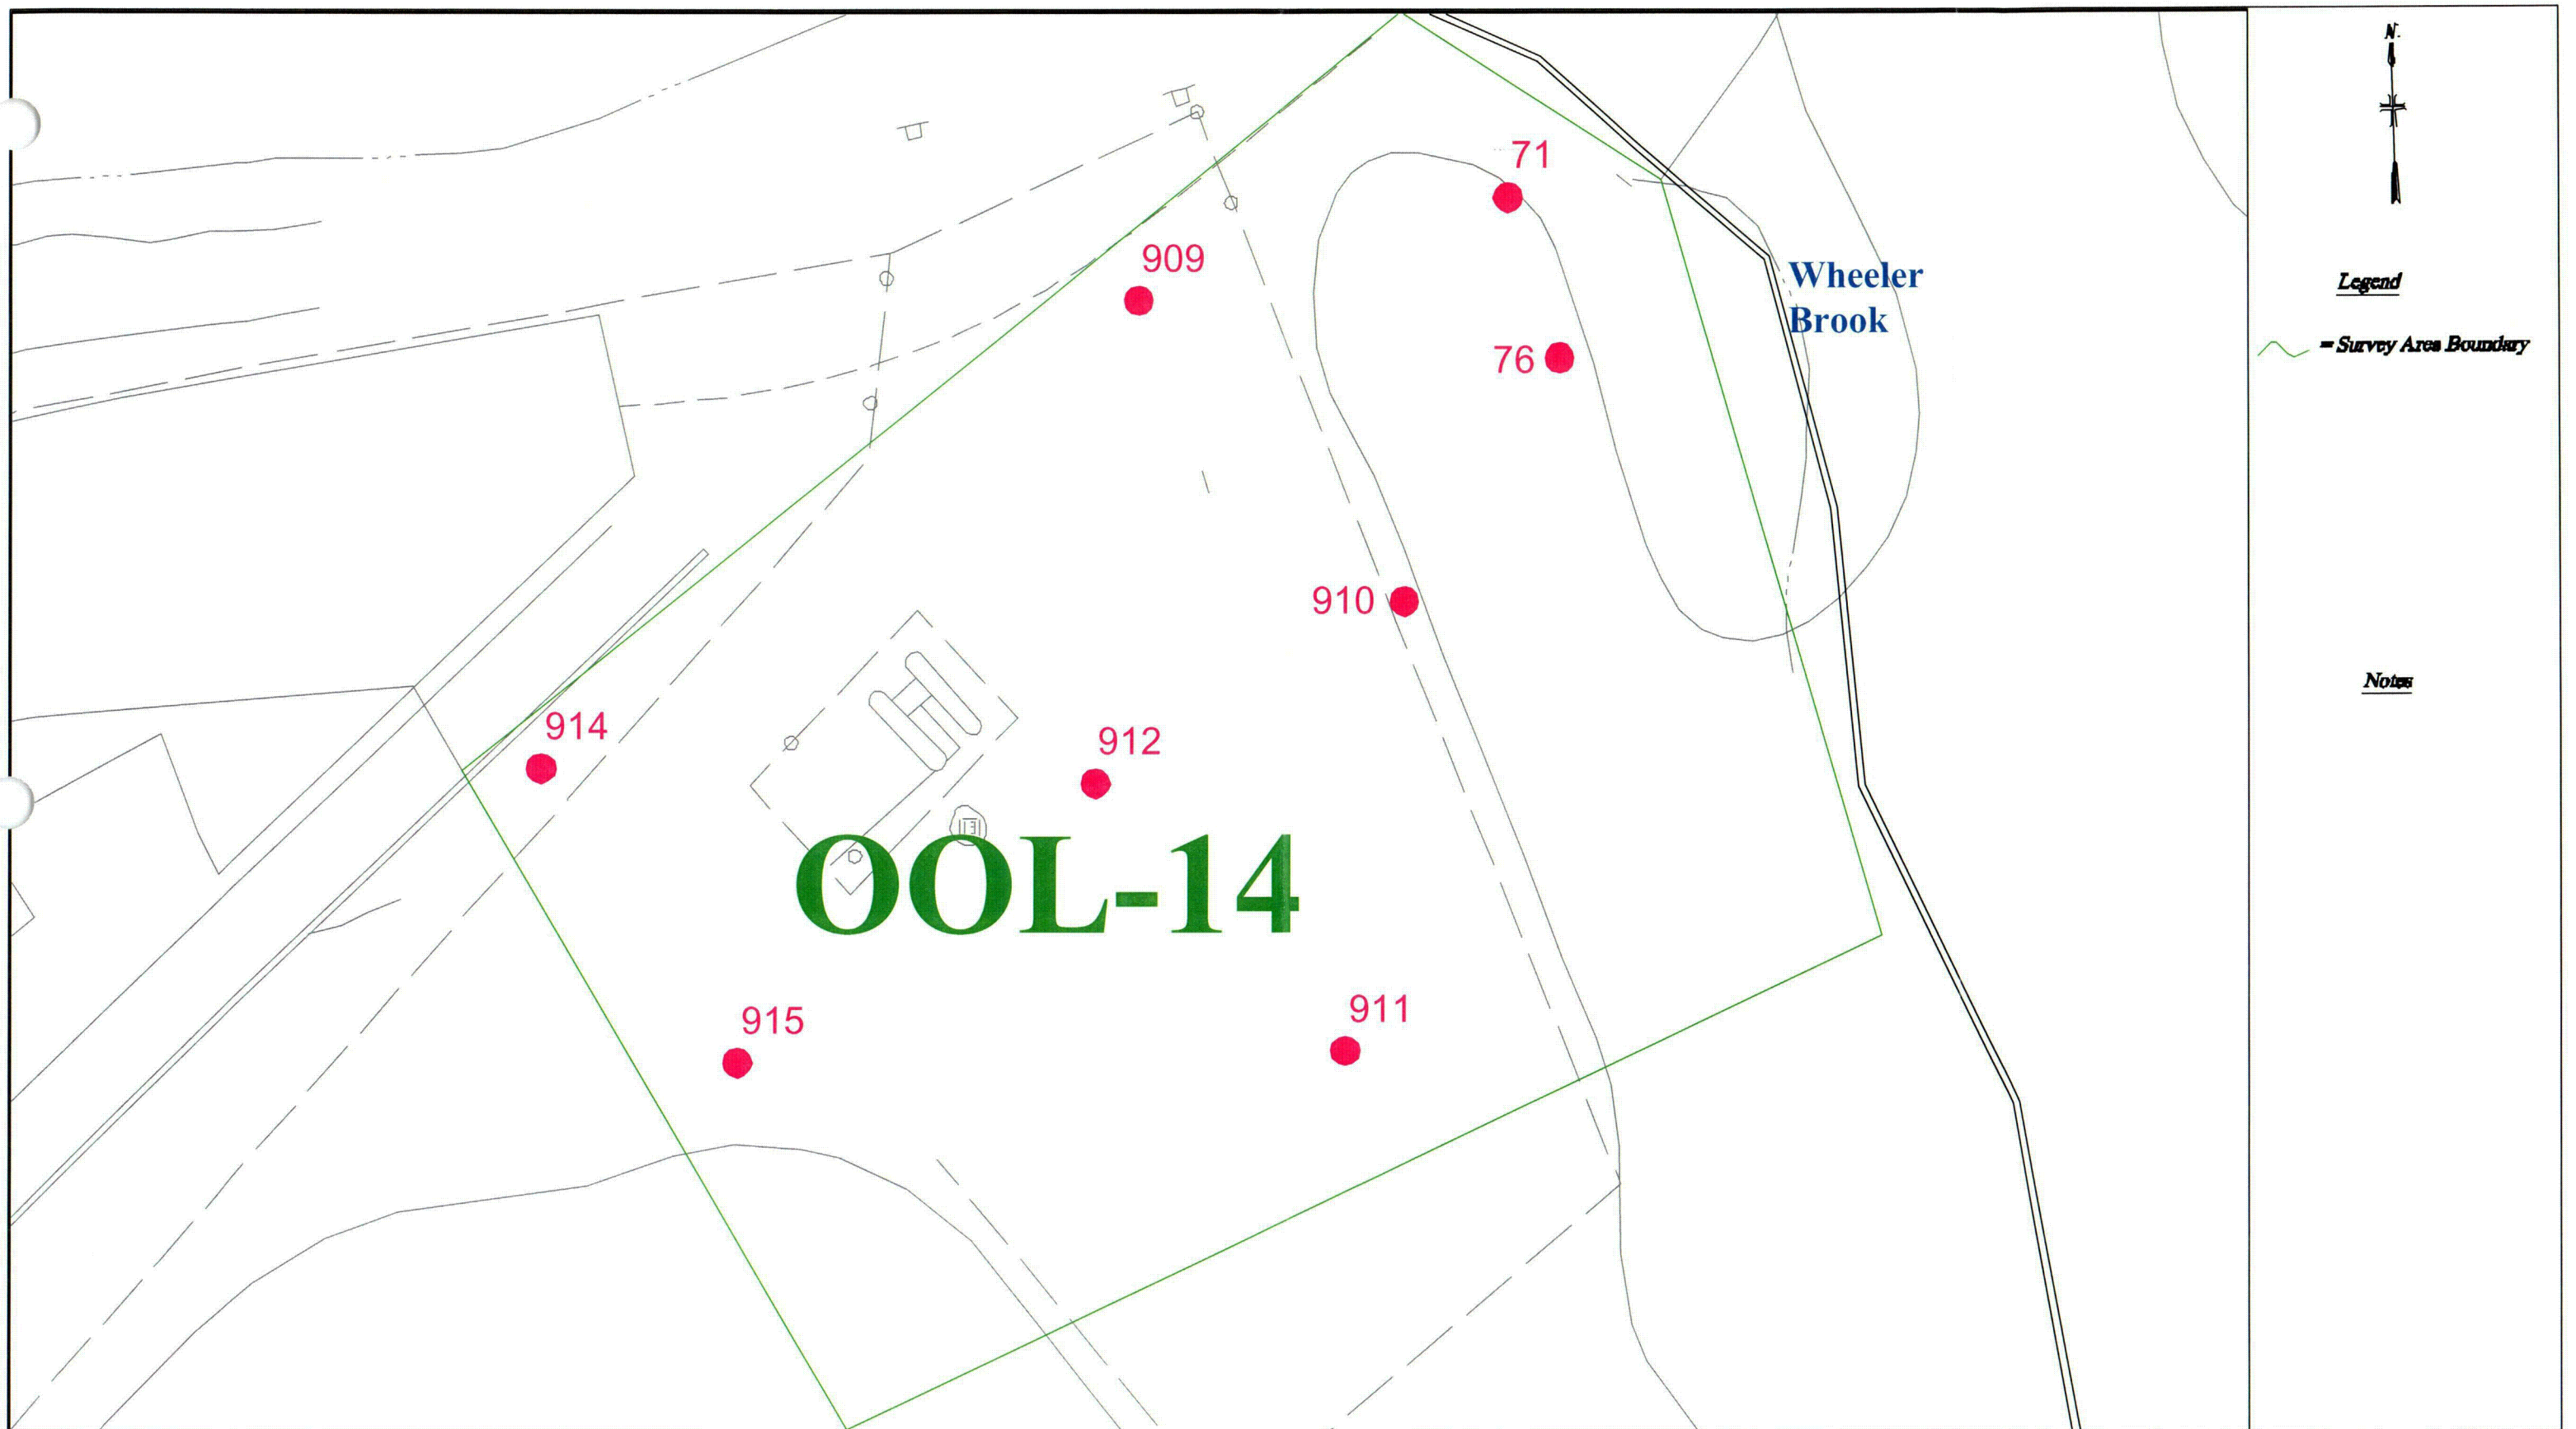 N
71
909
Wheeler
Brook
76
910
914
912
OOL-14
915
911
Legend
= Survey Area Boundary
Notes